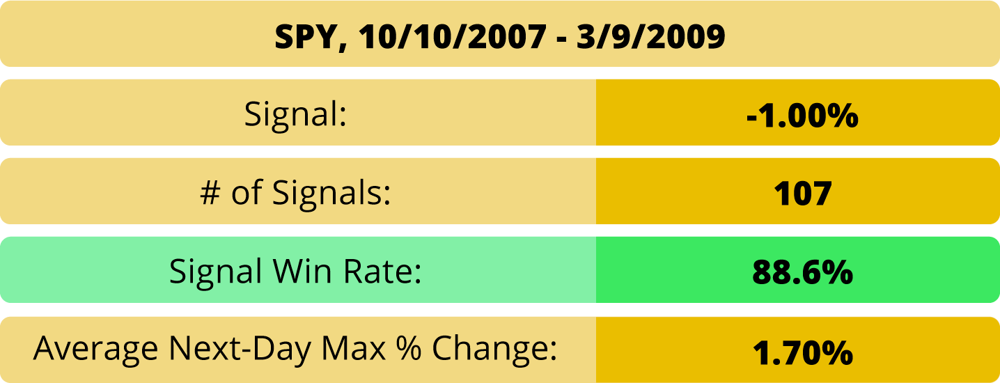 SPY, 10/10/2007 - 3/9/2009
Signal: -1.00%
# of Signals: 107
Signal Win Rate: 88.6%
Average Next-Day Max % Change: 1.70%